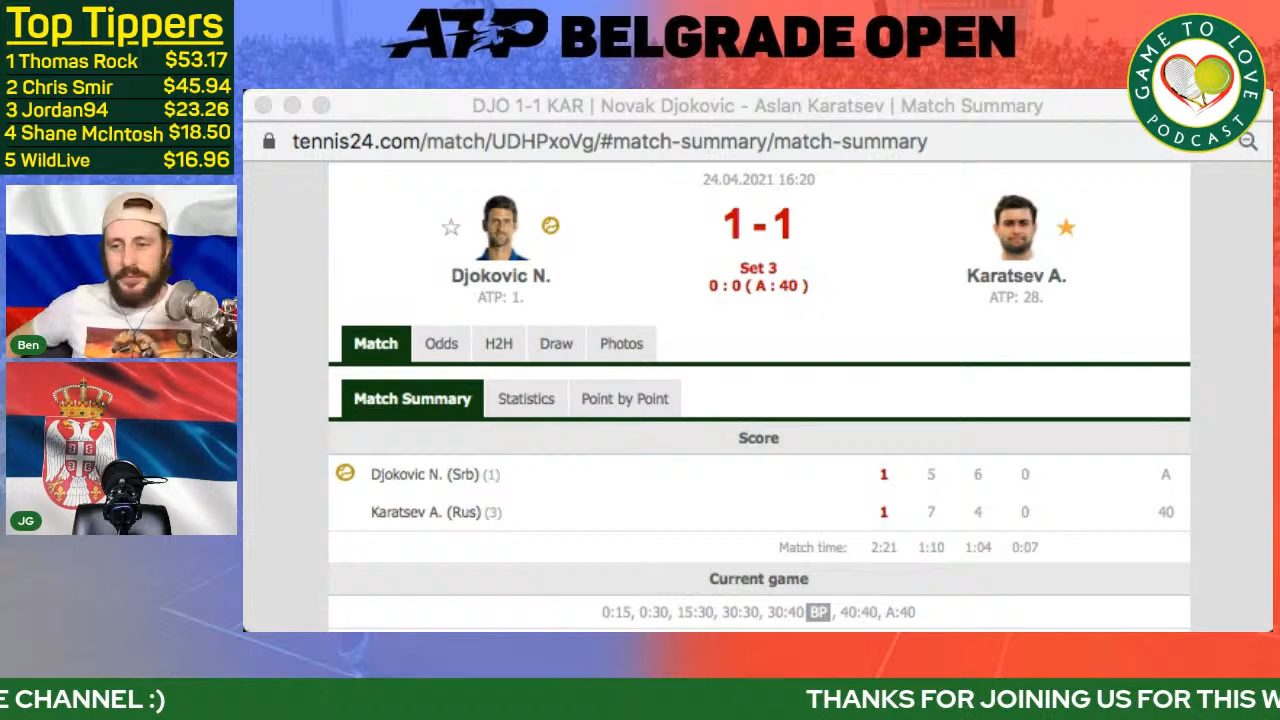 Top Tippers
1 Thomas Rock $53.17
2 Chris Smir $45.94
3 Jordan94 $23.26
4 Shane McIntosh $18.50
5 WildLive $16.96
ATP BELGRADE OPEN
GAME TO LOVE
PODCAST
DJO 1-1 KAR | Novak Djokovic - Aslan Karatsev | Match Summary
tennis24.com/match/UDHPxoVg/#match-summary/match-summary
24.04.2021 16:20
1 - 1
Set 3
0 : 0 ( A : 40 )
Djokovic N.
ATP: 1.
Karatsev A.
ATP: 28.
Match Odds H2H Draw Photos
Match Summary Statistics Point by Point
Score
Djokovic N. (Srb) (1) 1 5 6 0 A
Karatsev A. (Rus) (3) 1 7 4 0 40
Match time: 2:21 1:10 1:04 0:07
Current game
0:15, 0:30, 15:30, 30:30, 30:40 BP, 40:40, A:40
Ben
JG
E CHANNEL :) THANKS FOR JOINING US FOR THIS W